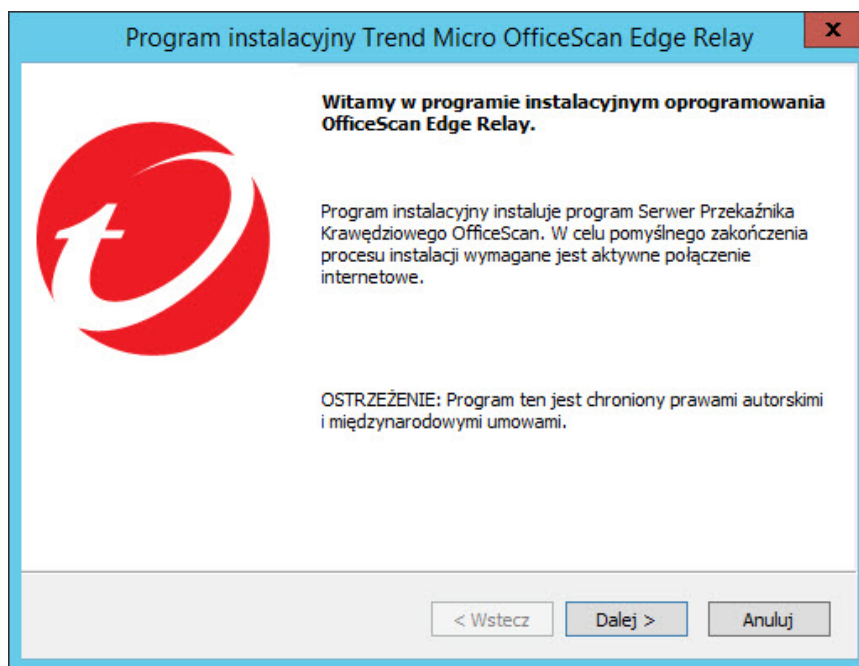 Program instalacyjny Trend Micro OfficeScan Edge Relay
x
Witamy w programie instalacyjnym oprogramowania
OfficeScan Edge Relay.
Program instalacyjny instaluje program Serwer Przekaźnika
Krawędziowego OfficeScan. W celu pomyślnego zakończenia
procesu instalacji wymagane jest aktywne połączenie
internetowe.
OSTRZEŻENIE: Program ten jest chroniony prawami autorskimi
i międzynarodowymi umowami.
< Wstecz
Dalej >
Anuluj